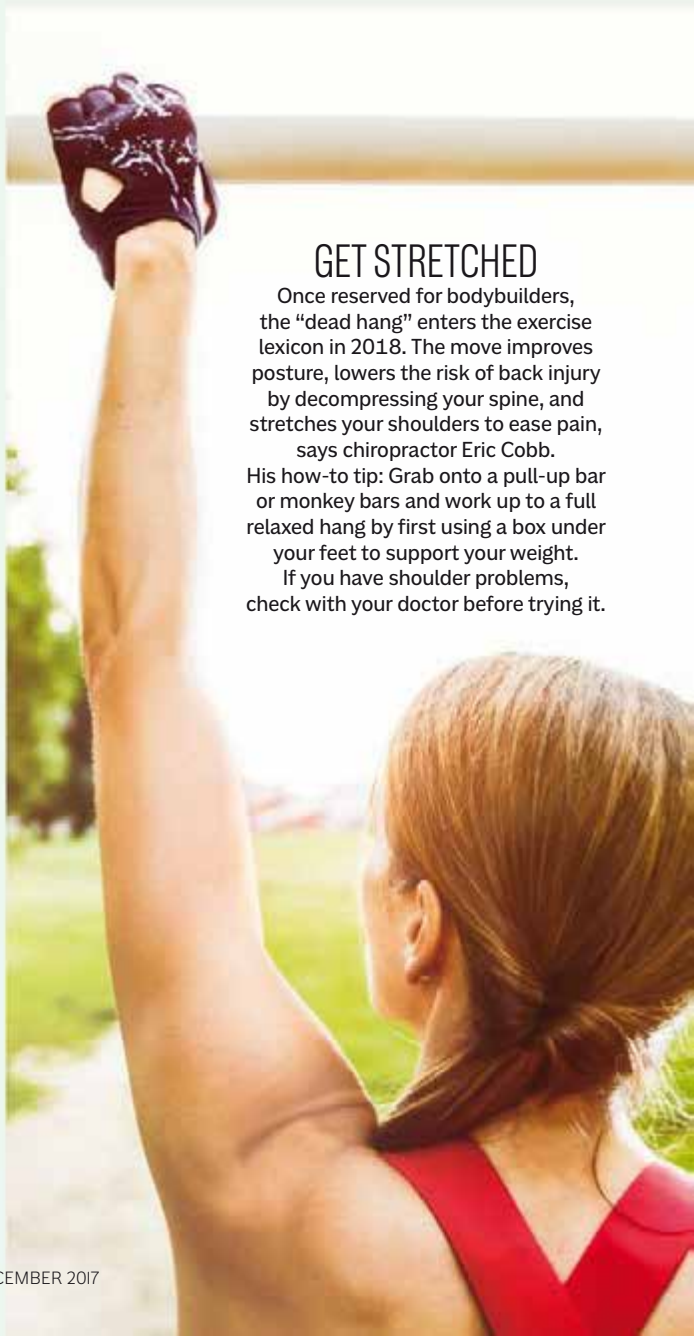 GET STRETCHED
Once reserved for bodybuilders,
the “dead hang” enters the exercise
lexicon in 2018. The move improves
posture, lowers the risk of back injury
by decompressing your spine, and
stretches your shoulders to ease pain,
says chiropractor Eric Cobb.
His how-to tip: Grab onto a pull-up bar
or monkey bars and work up to a full
relaxed hang by first using a box under
your feet to support your weight.
If you have shoulder problems,
check with your doctor before trying it.
CEMBER 2017